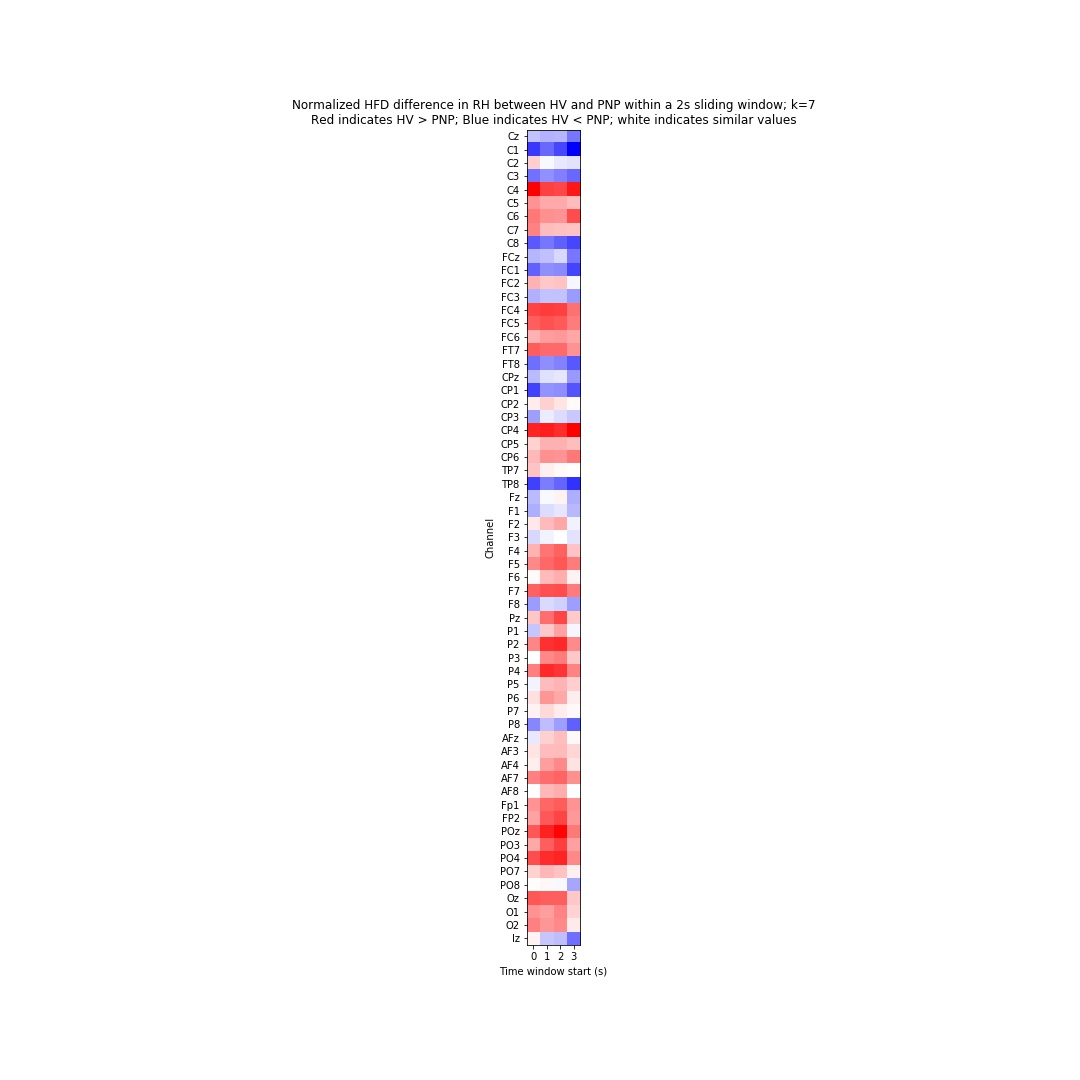 Normalized HFD difference in RH between HV and PNP within a 2s sliding window; k=7
Red indicates HV > PNP; Blue indicates HV < PNP; white indicates similar values
Cz
C1
C2
C3
C4
C5
C6
C7
C8
FCz
FC1
FC2
FC3
FC4
FC5
FC6
FT7
FT8
CPz
CP1
CP2
CP3
CP4
CP5
CP6
TP7
TP8
Fz
F1
F2
F3
F4
F5
F6
F7
F8
Pz
P1
P2
P3
P4
P5
P6
P7
P8
AFz
AF3
AF4
AF7
AF8
Fp1
FP2
POz
PO3
PO4
PO7
PO8
Oz
O1
O2
Iz
Channel
0 1 2 3
Time window start (s)